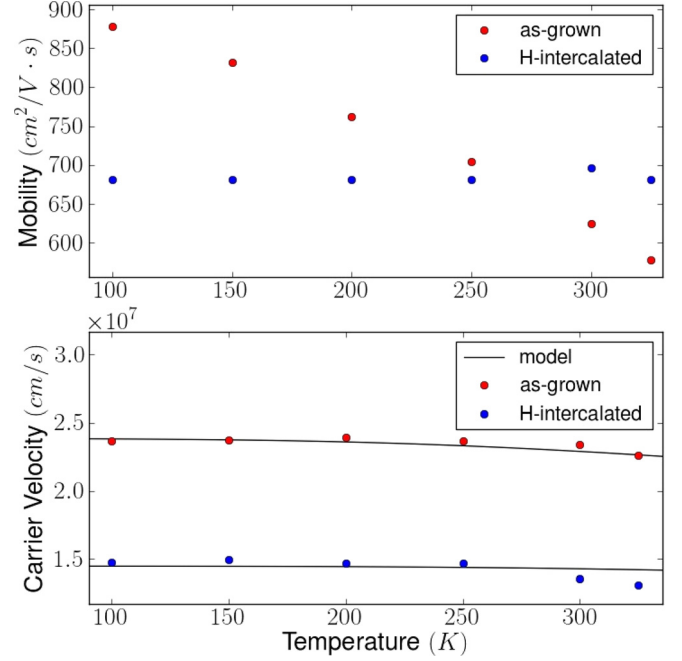 900
850
800
750
700
650
600
Mobility (cm²/V · s)
as-grown
H-intercalated
100 150 200 250 300
×10⁷
3.0
2.5
2.0
1.5
Carrier Velocity (cm/s)
model
as-grown
H-intercalated
100 150 200 250 300
Temperature (K)